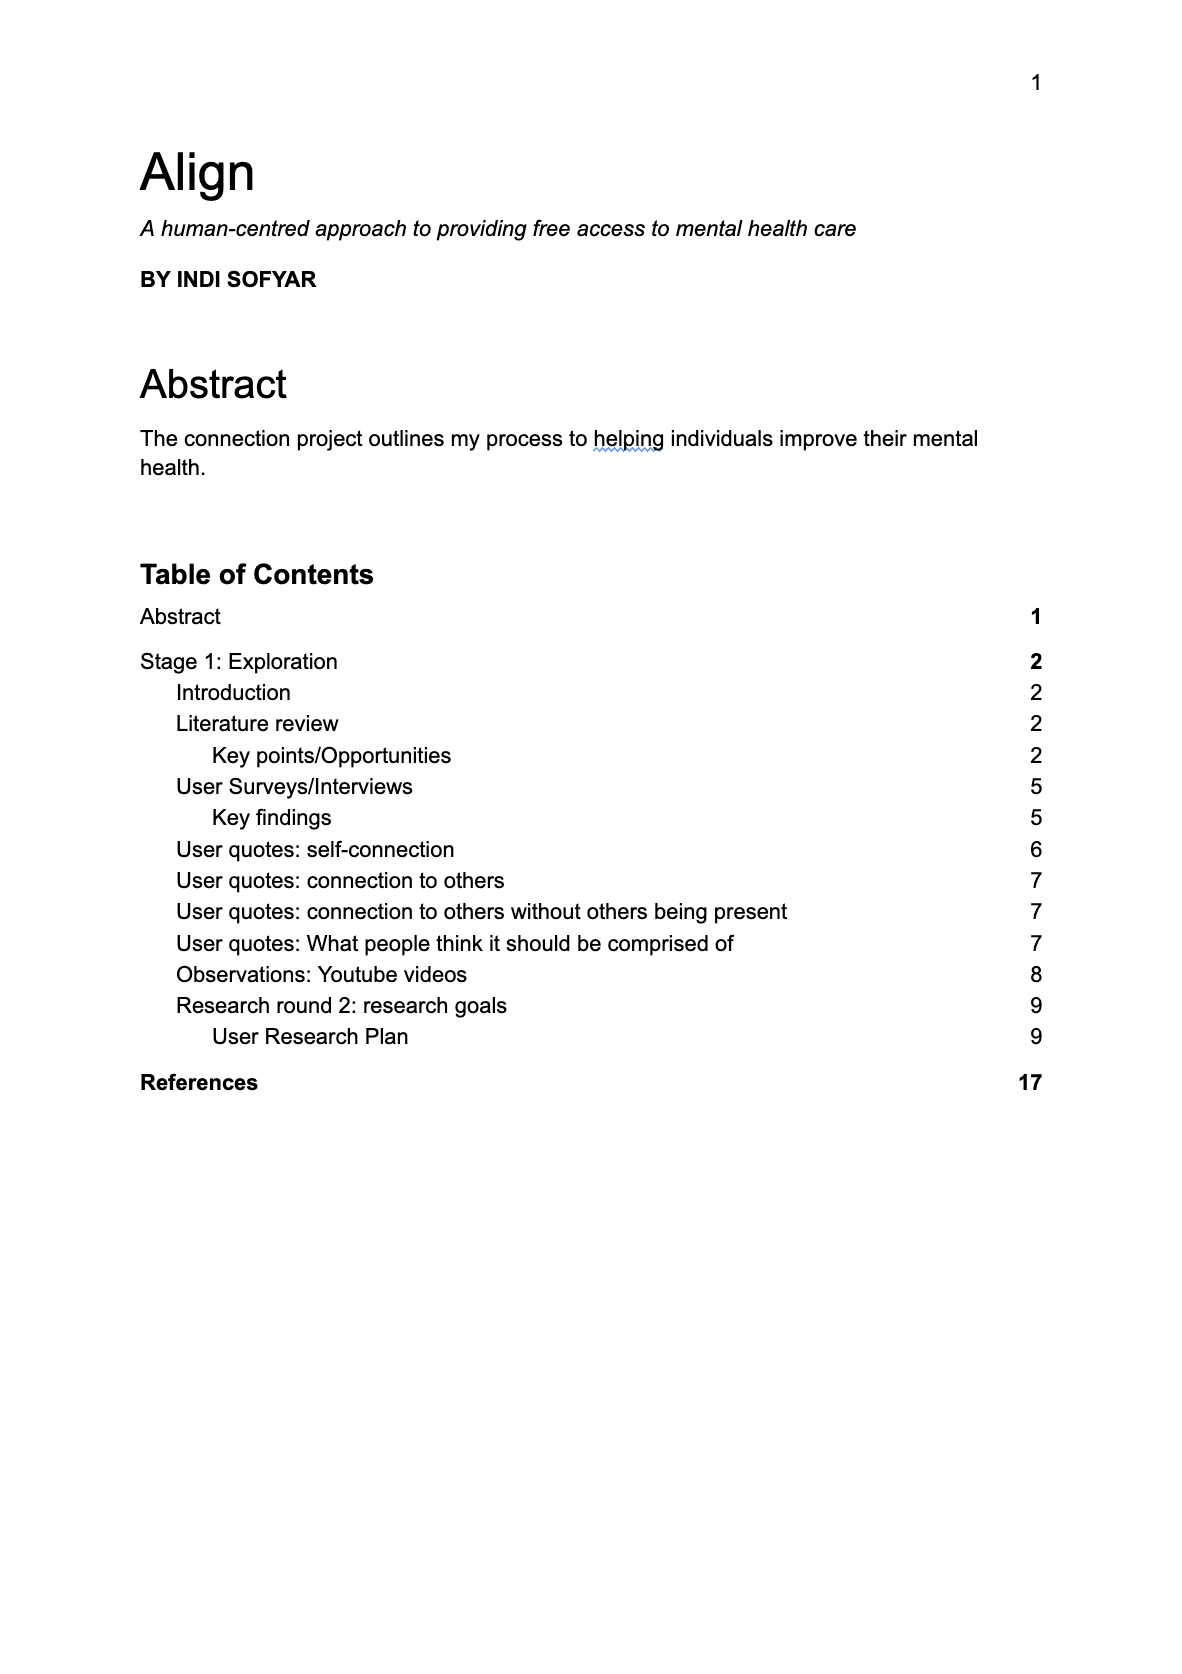 1
Align
A human-centred approach to providing free access to mental health care
BY INDI SOFYAR
Abstract
The connection project outlines my process to helping individuals improve their mental
health.
Table of Contents
Abstract 1
Stage 1: Exploration 2
Introduction 2
Literature review 2
Key points/Opportunities 2
User Surveys/Interviews 5
Key findings 5
User quotes: self-connection 6
User quotes: connection to others 7
User quotes: connection to others without others being present 7
User quotes: What people think it should be comprised of 7
Observations: Youtube videos 8
Research round 2: research goals 9
User Research Plan 9
References 17